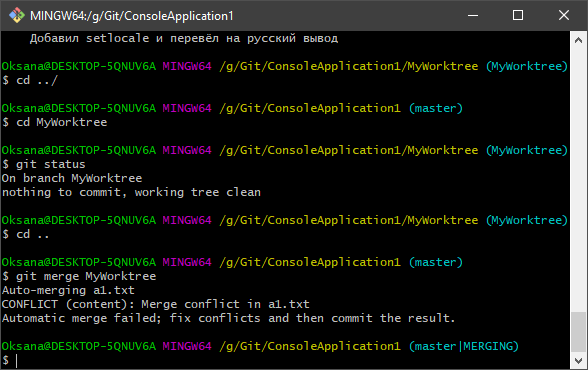 MINGW64:/g/Git/ConsoleApplication1
Добавил setlocale и перевёл на русский вывод
Oksana@DESKTOP-5QNUV6A MINGW64 /g/Git/ConsoleApplication1/MyWorktree (MyWorktree)
$ cd ../
Oksana@DESKTOP-5QNUV6A MINGW64 /g/Git/ConsoleApplication1 (master)
$ cd MyWorktree
Oksana@DESKTOP-5QNUV6A MINGW64 /g/Git/ConsoleApplication1/MyWorktree (MyWorktree)
$ git status
On branch MyWorktree
nothing to commit, working tree clean
Oksana@DESKTOP-5QNUV6A MINGW64 /g/Git/ConsoleApplication1/MyWorktree (MyWorktree)
$ cd ..
Oksana@DESKTOP-5QNUV6A MINGW64 /g/Git/ConsoleApplication1 (master)
$ git merge MyWorktree
Auto-merging a1.txt
CONFLICT (content): Merge conflict in a1.txt
Automatic merge failed; fix conflicts and then commit the result.
Oksana@DESKTOP-5QNUV6A MINGW64 /g/Git/ConsoleApplication1 (master|MERGING)
$